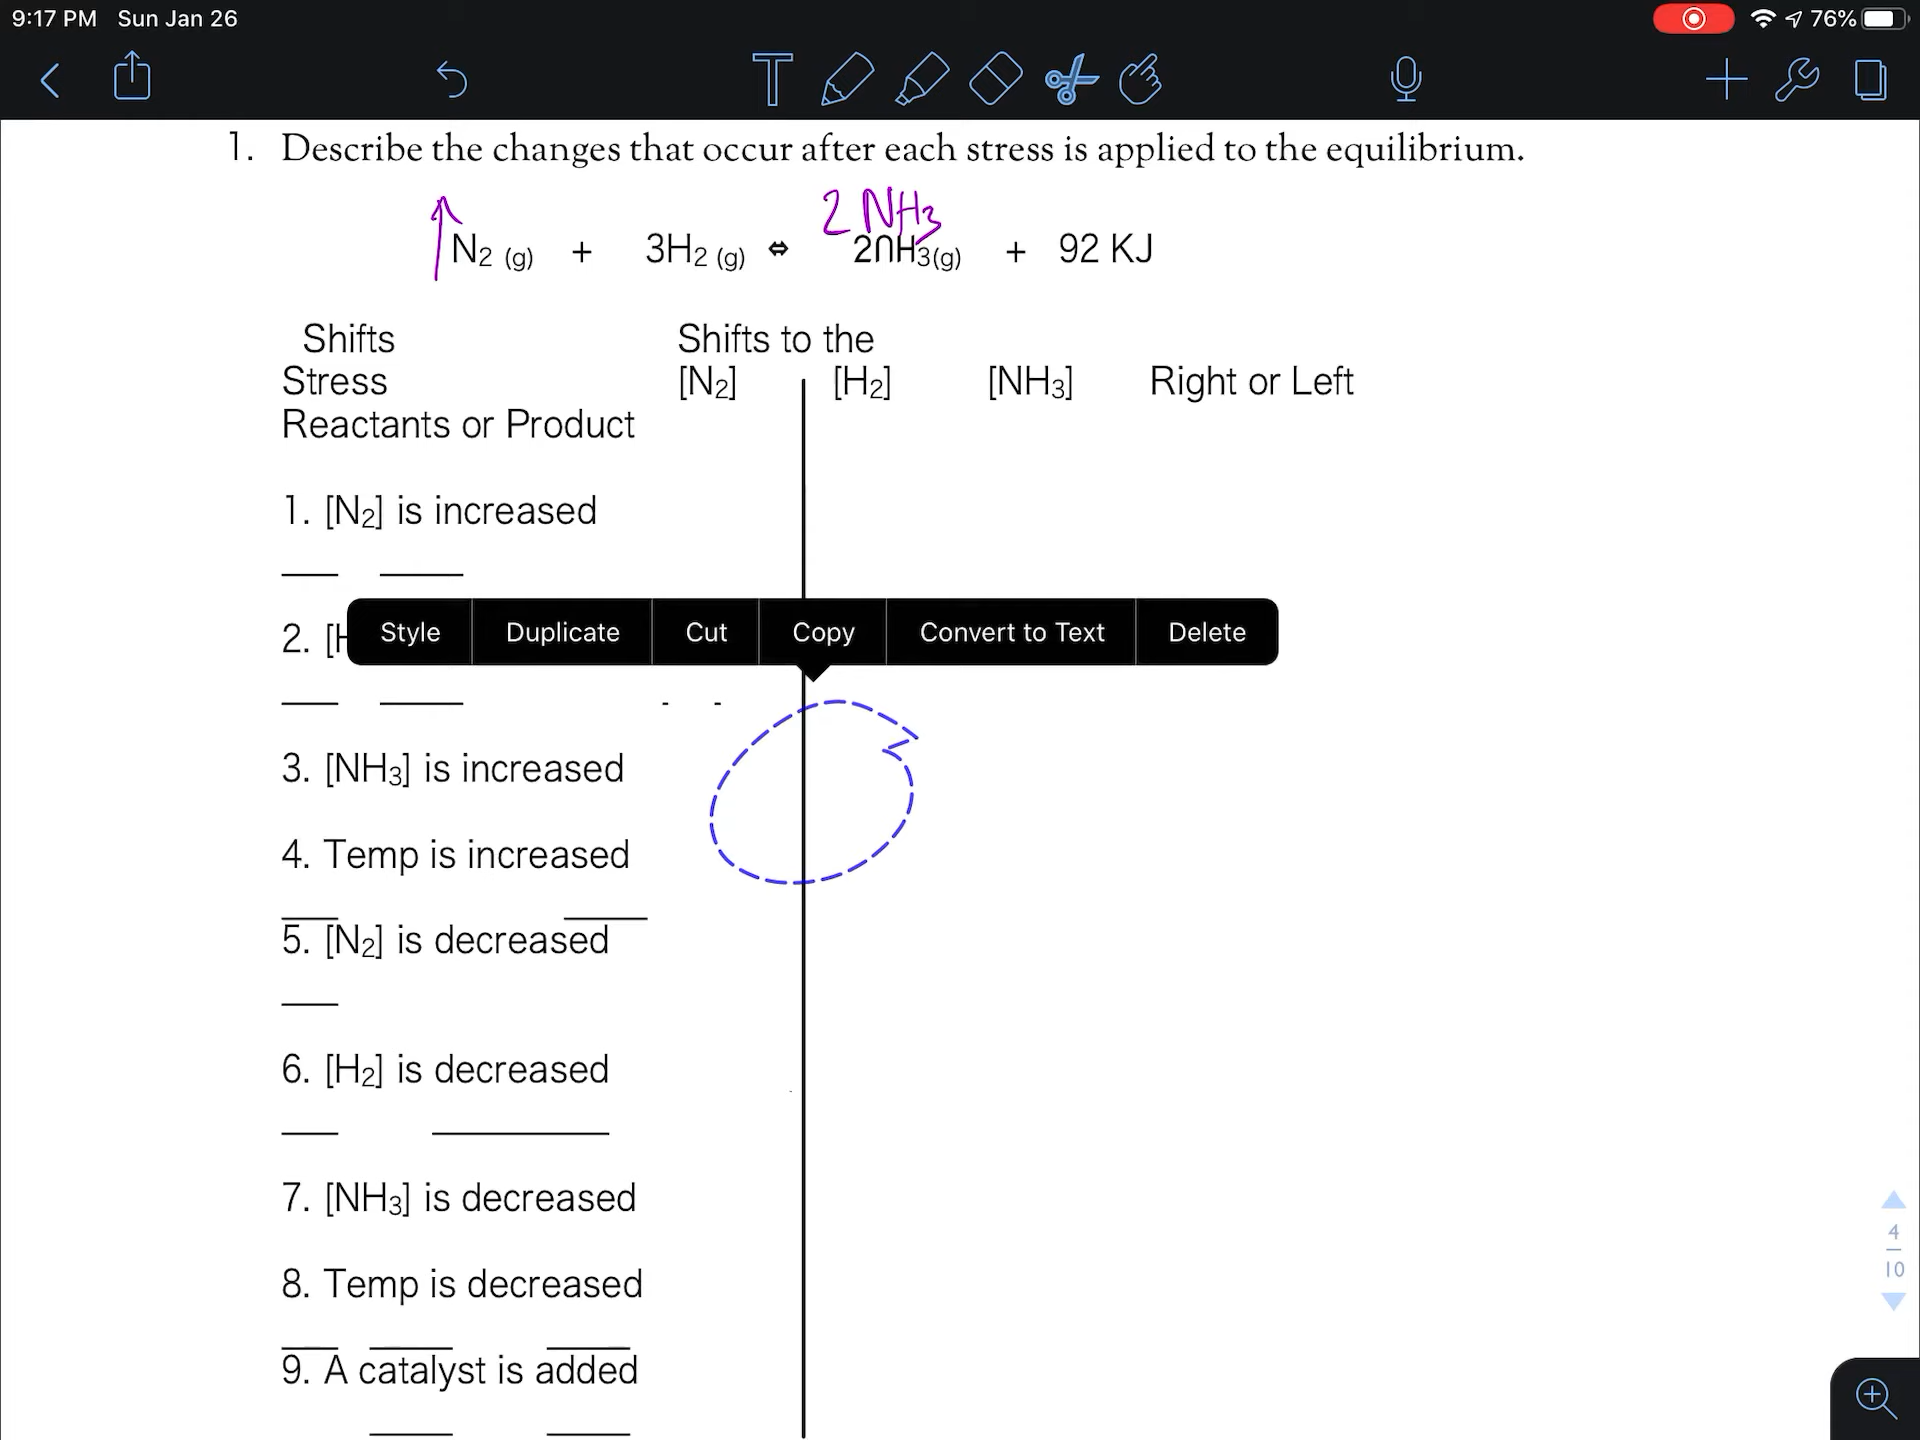 9:17 PM Sun Jan 26 76%
T
1. Describe the changes that occur after each stress is applied to the equilibrium.
2 NH3
N2 (g) + 3H2 (g) ⇔ 2nH3(g) + 92 KJ
Shifts Shifts to the
Stress [N2] [H2] [NH3] Right or Left
Reactants or Product
1. [N2] is increased
Style Duplicate Cut Copy Convert to Text Delete
2. [H
3. [NH3] is increased
4. Temp is increased
5. [N2] is decreased
6. [H2] is decreased
7. [NH3] is decreased
8. Temp is decreased
9. A catalyst is added
4
10